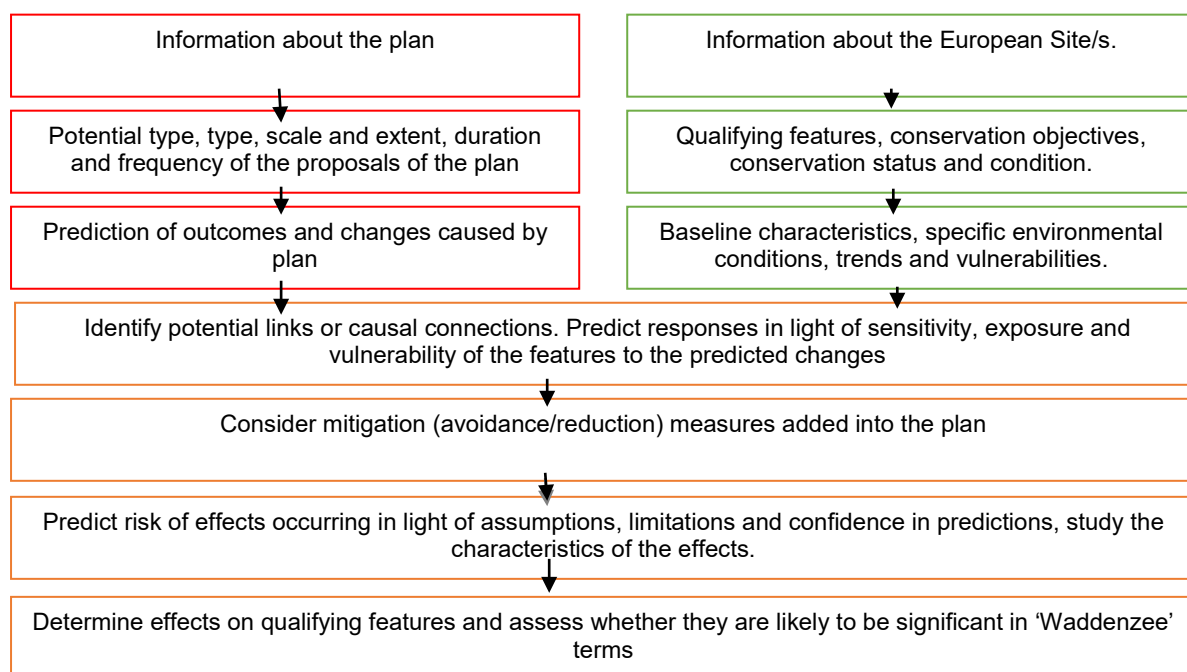 Information about the plan
Information about the European Site/s.
Potential type, type, scale and extent, duration
and frequency of the proposals of the plan
Qualifying features, conservation objectives,
conservation status and condition.
Prediction of outcomes and changes caused by
plan
Baseline characteristics, specific environmental
conditions, trends and vulnerabilities.
Identify potential links or causal connections. Predict responses in light of sensitivity, exposure and
vulnerability of the features to the predicted changes
Consider mitigation (avoidance/reduction) measures added into the plan
Predict risk of effects occurring in light of assumptions, limitations and confidence in predictions, study the
characteristics of the effects.
Determine effects on qualifying features and assess whether they are likely to be significant in ‘Waddenzee’
terms